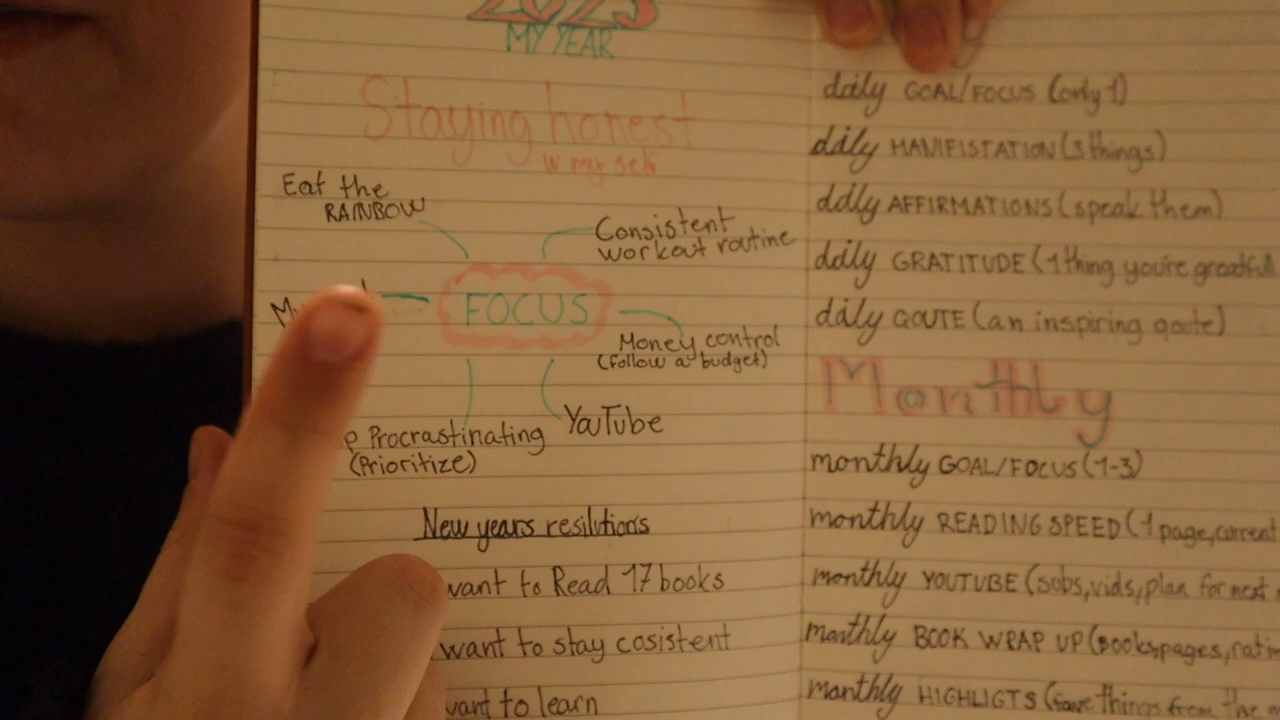 2023
MY YEAR
Staying honest
w my self
Eat the
RAINBOW
Consistent
workout routine
FOCUS
Money control
(follow a budget)
YouTube
Procrastinating
(Prioritize)
New years resilutions
want to Read 17 books
want to stay cosistent
want to learn
daily GOAL/FOCUS (only 1)
daily MANIFISTATION (3 things)
daily AFFIRMATIONS (speak them)
daily GRATITUDE (1 thing you're greatfull
daily QOUTE (an inspiring qoute)
Monthly
monthly GOAL/FOCUS (1-3)
monthly READING SPEED (1 page, current
monthly YOUTUBE (subs, vids, plan for next
monthly BOOK WRAP UP (books, pages,
monthly HIGHLIGTS (fave things from the